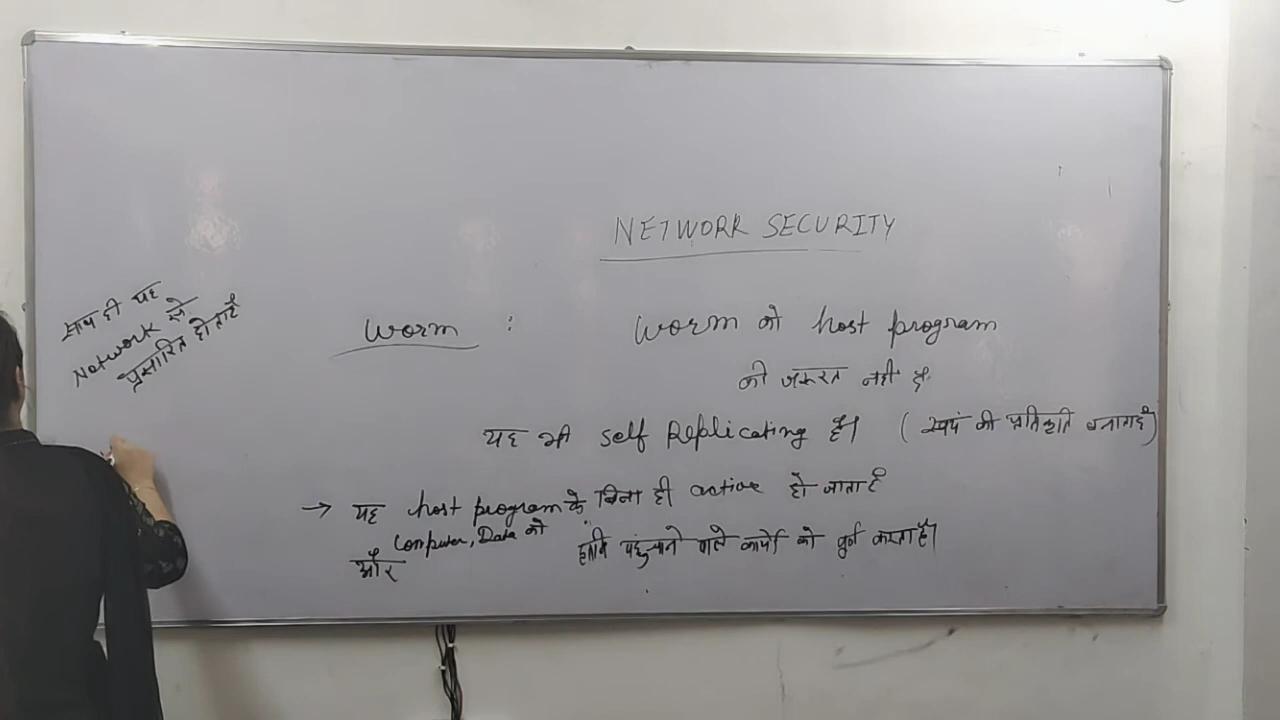 NETWORK SECURITY
साथ ही यह
Network से
प्रसारित होता है
Worm :
Worm को host program
की जरूरत नहीं है.
यह भी self Replicating है। (स्वयं की प्रतिकृति बनाना है)
→ यह host program के बिना ही active हो जाता है
और Computer, Data को हानि पहुंचाने वाले कार्यो को पूर्ण करता है।